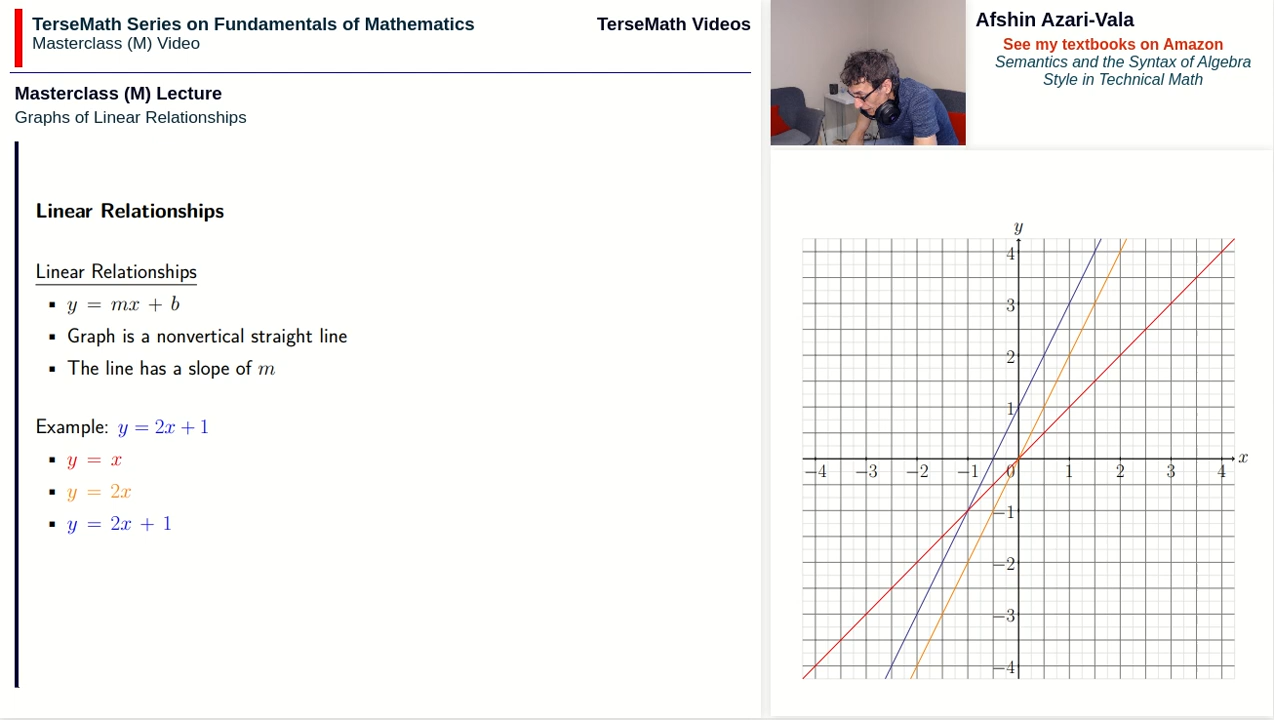 TerseMath Series on Fundamentals of Mathematics
Masterclass (M) Video
TerseMath Videos
Masterclass (M) Lecture
Graphs of Linear Relationships
Linear Relationships
Linear Relationships
▪ y = mx + b
▪ Graph is a nonvertical straight line
▪ The line has a slope of m
Example: y = 2x + 1
▪ y = x
▪ y = 2x
▪ y = 2x + 1
Afshin Azari-Vala
See my textbooks on Amazon
Semantics and the Syntax of Algebra
Style in Technical Math
y
4
3
2
1
x
−4 −3 −2 −1 0 1 2 3 4
−1
−2
−3
−4